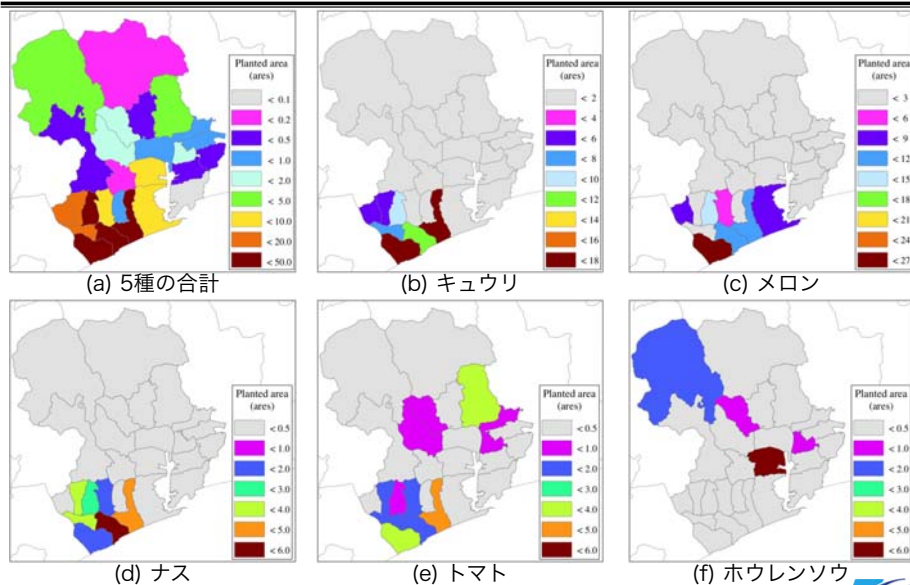 Planted area
(ares)
< 0.1
< 0.2
< 0.5
< 1.0
< 2.0
< 5.0
< 10.0
< 20.0
< 50.0
(a) 5種の合計
Planted area
(ares)
< 2
< 4
< 6
< 8
< 10
< 12
< 14
< 16
< 18
(b) キュウリ
Planted area
(ares)
< 3
< 6
< 9
< 12
< 15
< 18
< 21
< 24
< 27
(c) メロン
Planted area
(ares)
< 0.5
< 1.0
< 2.0
< 3.0
< 4.0
< 5.0
< 6.0
(d) ナス
Planted area
(ares)
< 0.5
< 1.0
< 2.0
< 3.0
< 4.0
< 5.0
< 6.0
(e) トマト
Planted area
(ares)
< 0.5
< 1.0
< 2.0
< 3.0
< 4.0
< 5.0
< 6.0
(f) ホウレンソウ